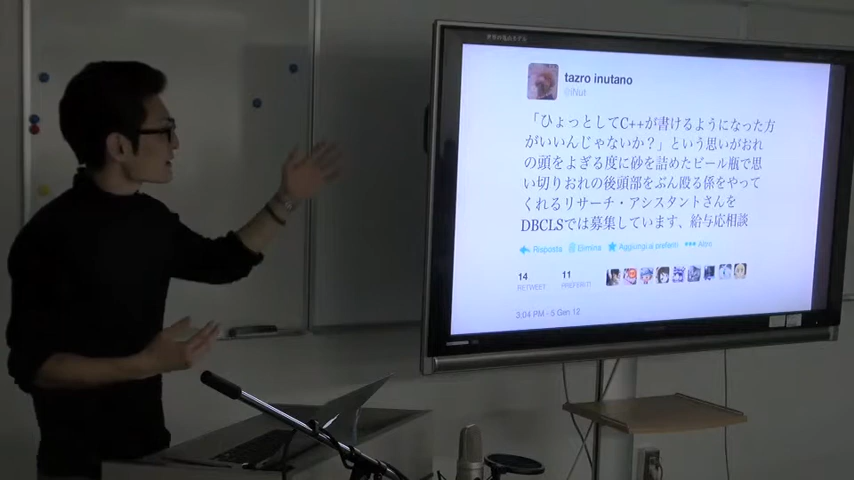 tazro inutano
@iNut
「ひょっとしてC++が書けるようになった方
がいいんじゃないか？」という思いがおれ
の頭をよぎる度に砂を詰めたビール瓶で思
い切りおれの後頭部をぶん殴る係をやって
くれるリサーチ・アシスタントさんを
DBCLSでは募集しています、給与応相談
Risposta Elimina Aggiungi ai preferiti Altro
14 11
RETWEET PREFERITI
3:04 PM - 5 Gen 12